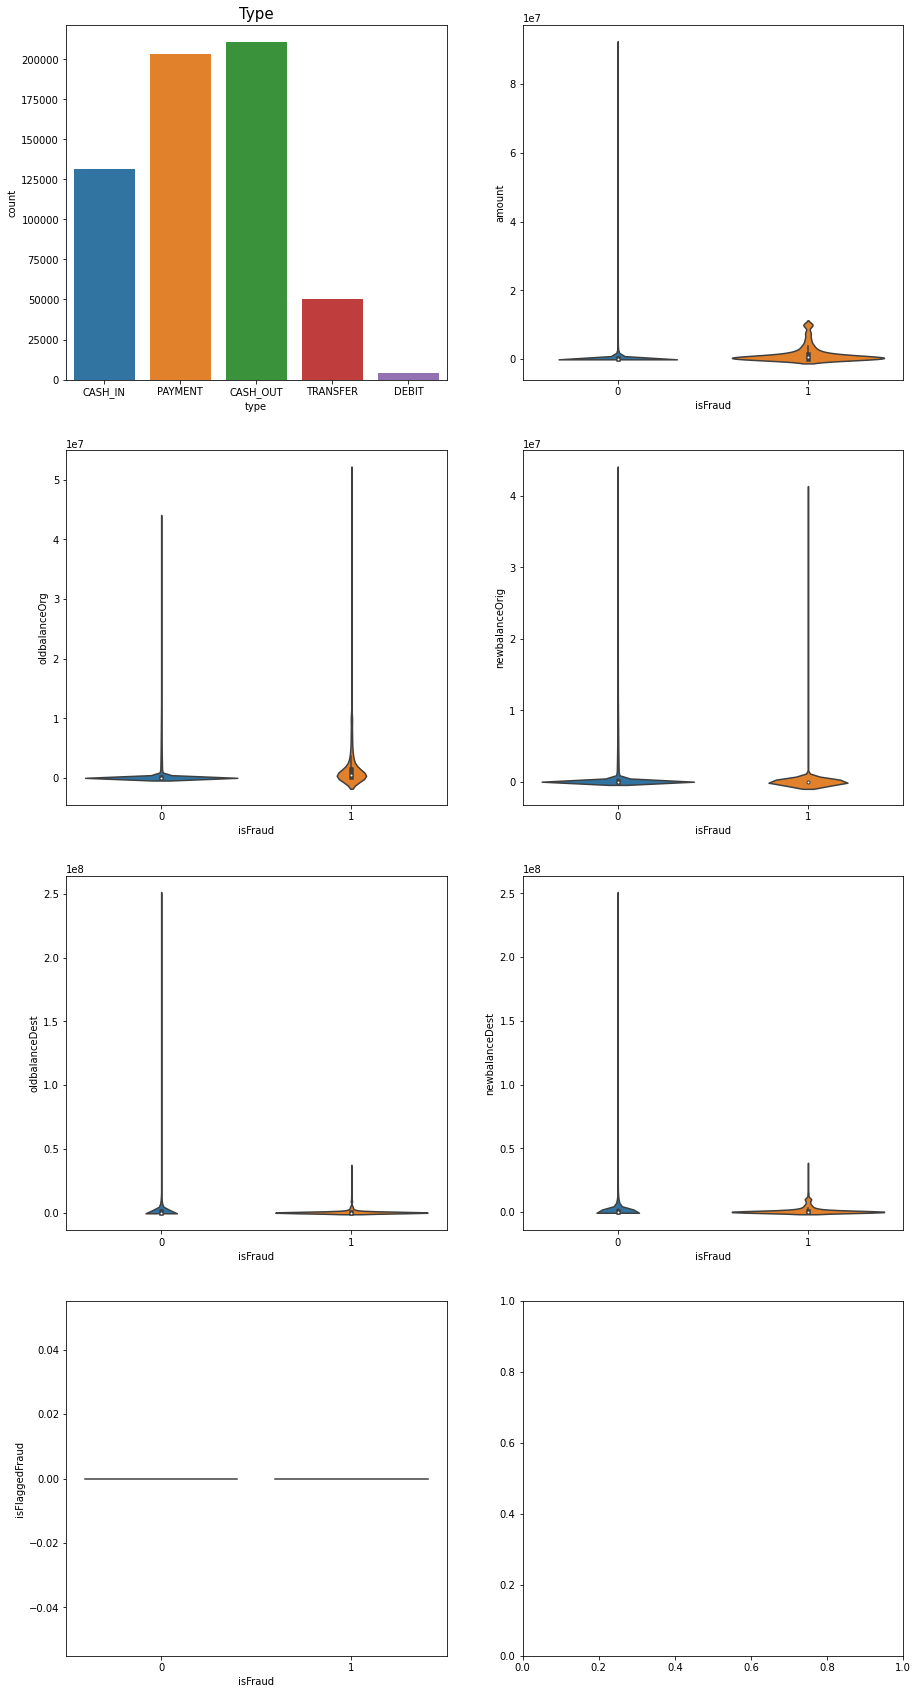 Type
200000
175000
150000
125000
100000
75000
50000
25000
0
count
CASH_IN PAYMENT CASH_OUT TRANSFER DEBIT
type
1e7
8
6
4
2
0
amount
0 1
isFraud
1e7
5
4
3
2
1
0
oldbalanceOrg
0 1
isFraud
1e7
4
3
2
1
0
newbalanceOrig
0 1
isFraud
1e8
2.5
2.0
1.5
1.0
0.5
0.0
oldbalanceDest
0 1
isFraud
1e8
2.5
2.0
1.5
1.0
0.5
0.0
newbalanceDest
0 1
isFraud
0.04
0.02
0.00
−0.02
−0.04
isFlaggedFraud
0 1
isFraud
1.0
0.8
0.6
0.4
0.2
0.0
0.0 0.2 0.4 0.6 0.8 1.0